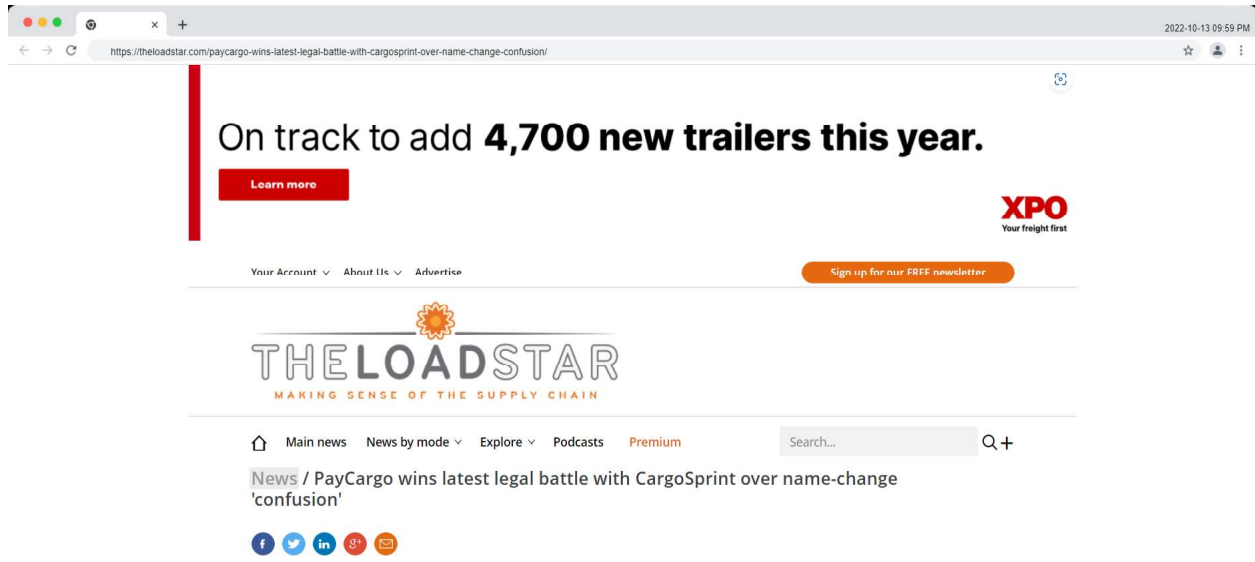 2022-10-13 09:59 PM
https://theloadstar.com/paycargo-wins-latest-legal-battle-with-cargosprint-over-name-change-confusion/
On track to add 4,700 new trailers this year.
Learn more
XPO
Your freight first
Your Account About Us Advertise
Sign up for our FREE newsletter
THELOADSTAR
MAKING SENSE OF THE SUPPLY CHAIN
Main news News by mode Explore Podcasts Premium Search...
News / PayCargo wins latest legal battle with CargoSprint over name-change
'confusion'
f in g+